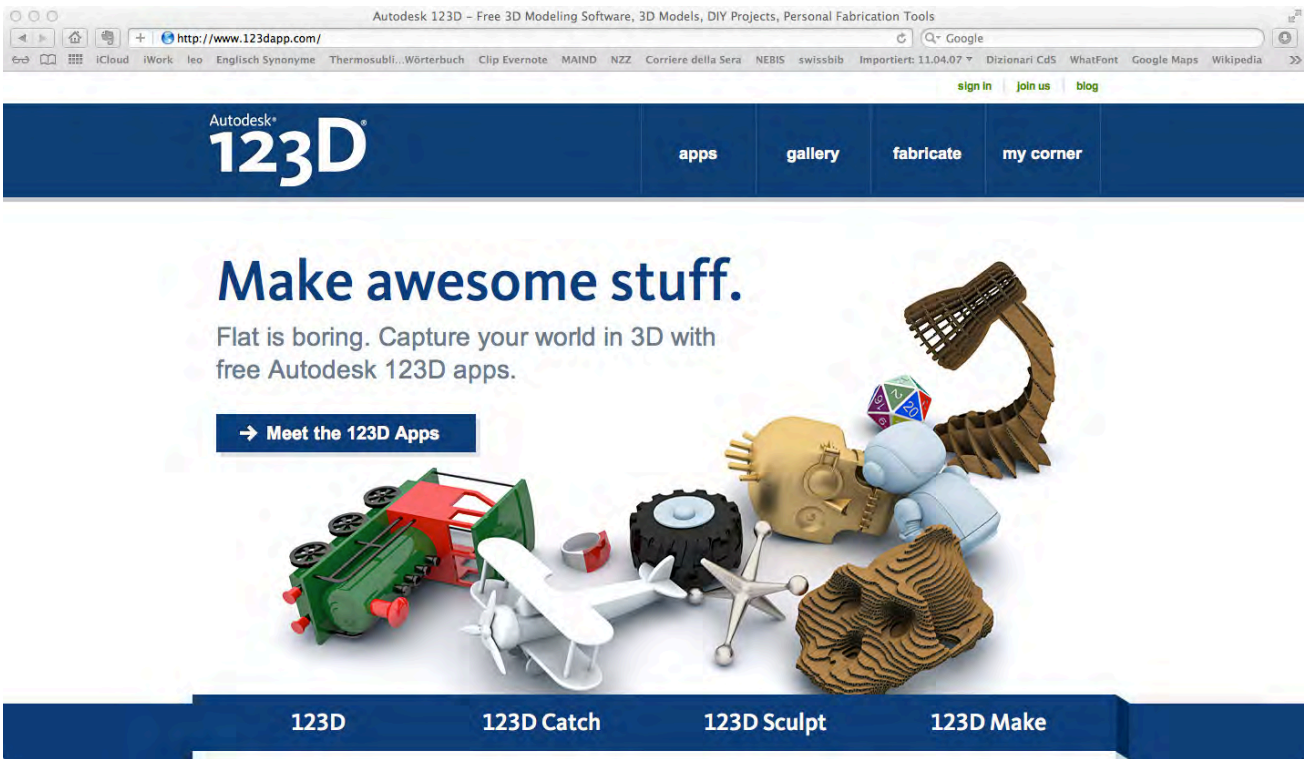 Autodesk 123D – Free 3D Modeling Software, 3D Models, DIY Projects, Personal Fabrication Tools
http://www.123dapp.com/
Google
iCloud iWork leo Englisch Synonyme Thermosubli...Wörterbuch Clip Evernote MAIND NZZ Corriere della Sera NEBIS swissbib Importiert: 11.04.07 Dizionari CdS WhatFont Google Maps Wikipedia
sign in join us blog
Autodesk®
123D®
apps gallery fabricate my corner
Make awesome stuff.
Flat is boring. Capture your world in 3D with
free Autodesk 123D apps.
→ Meet the 123D Apps
2
20
16
9
123D 123D Catch 123D Sculpt 123D Make